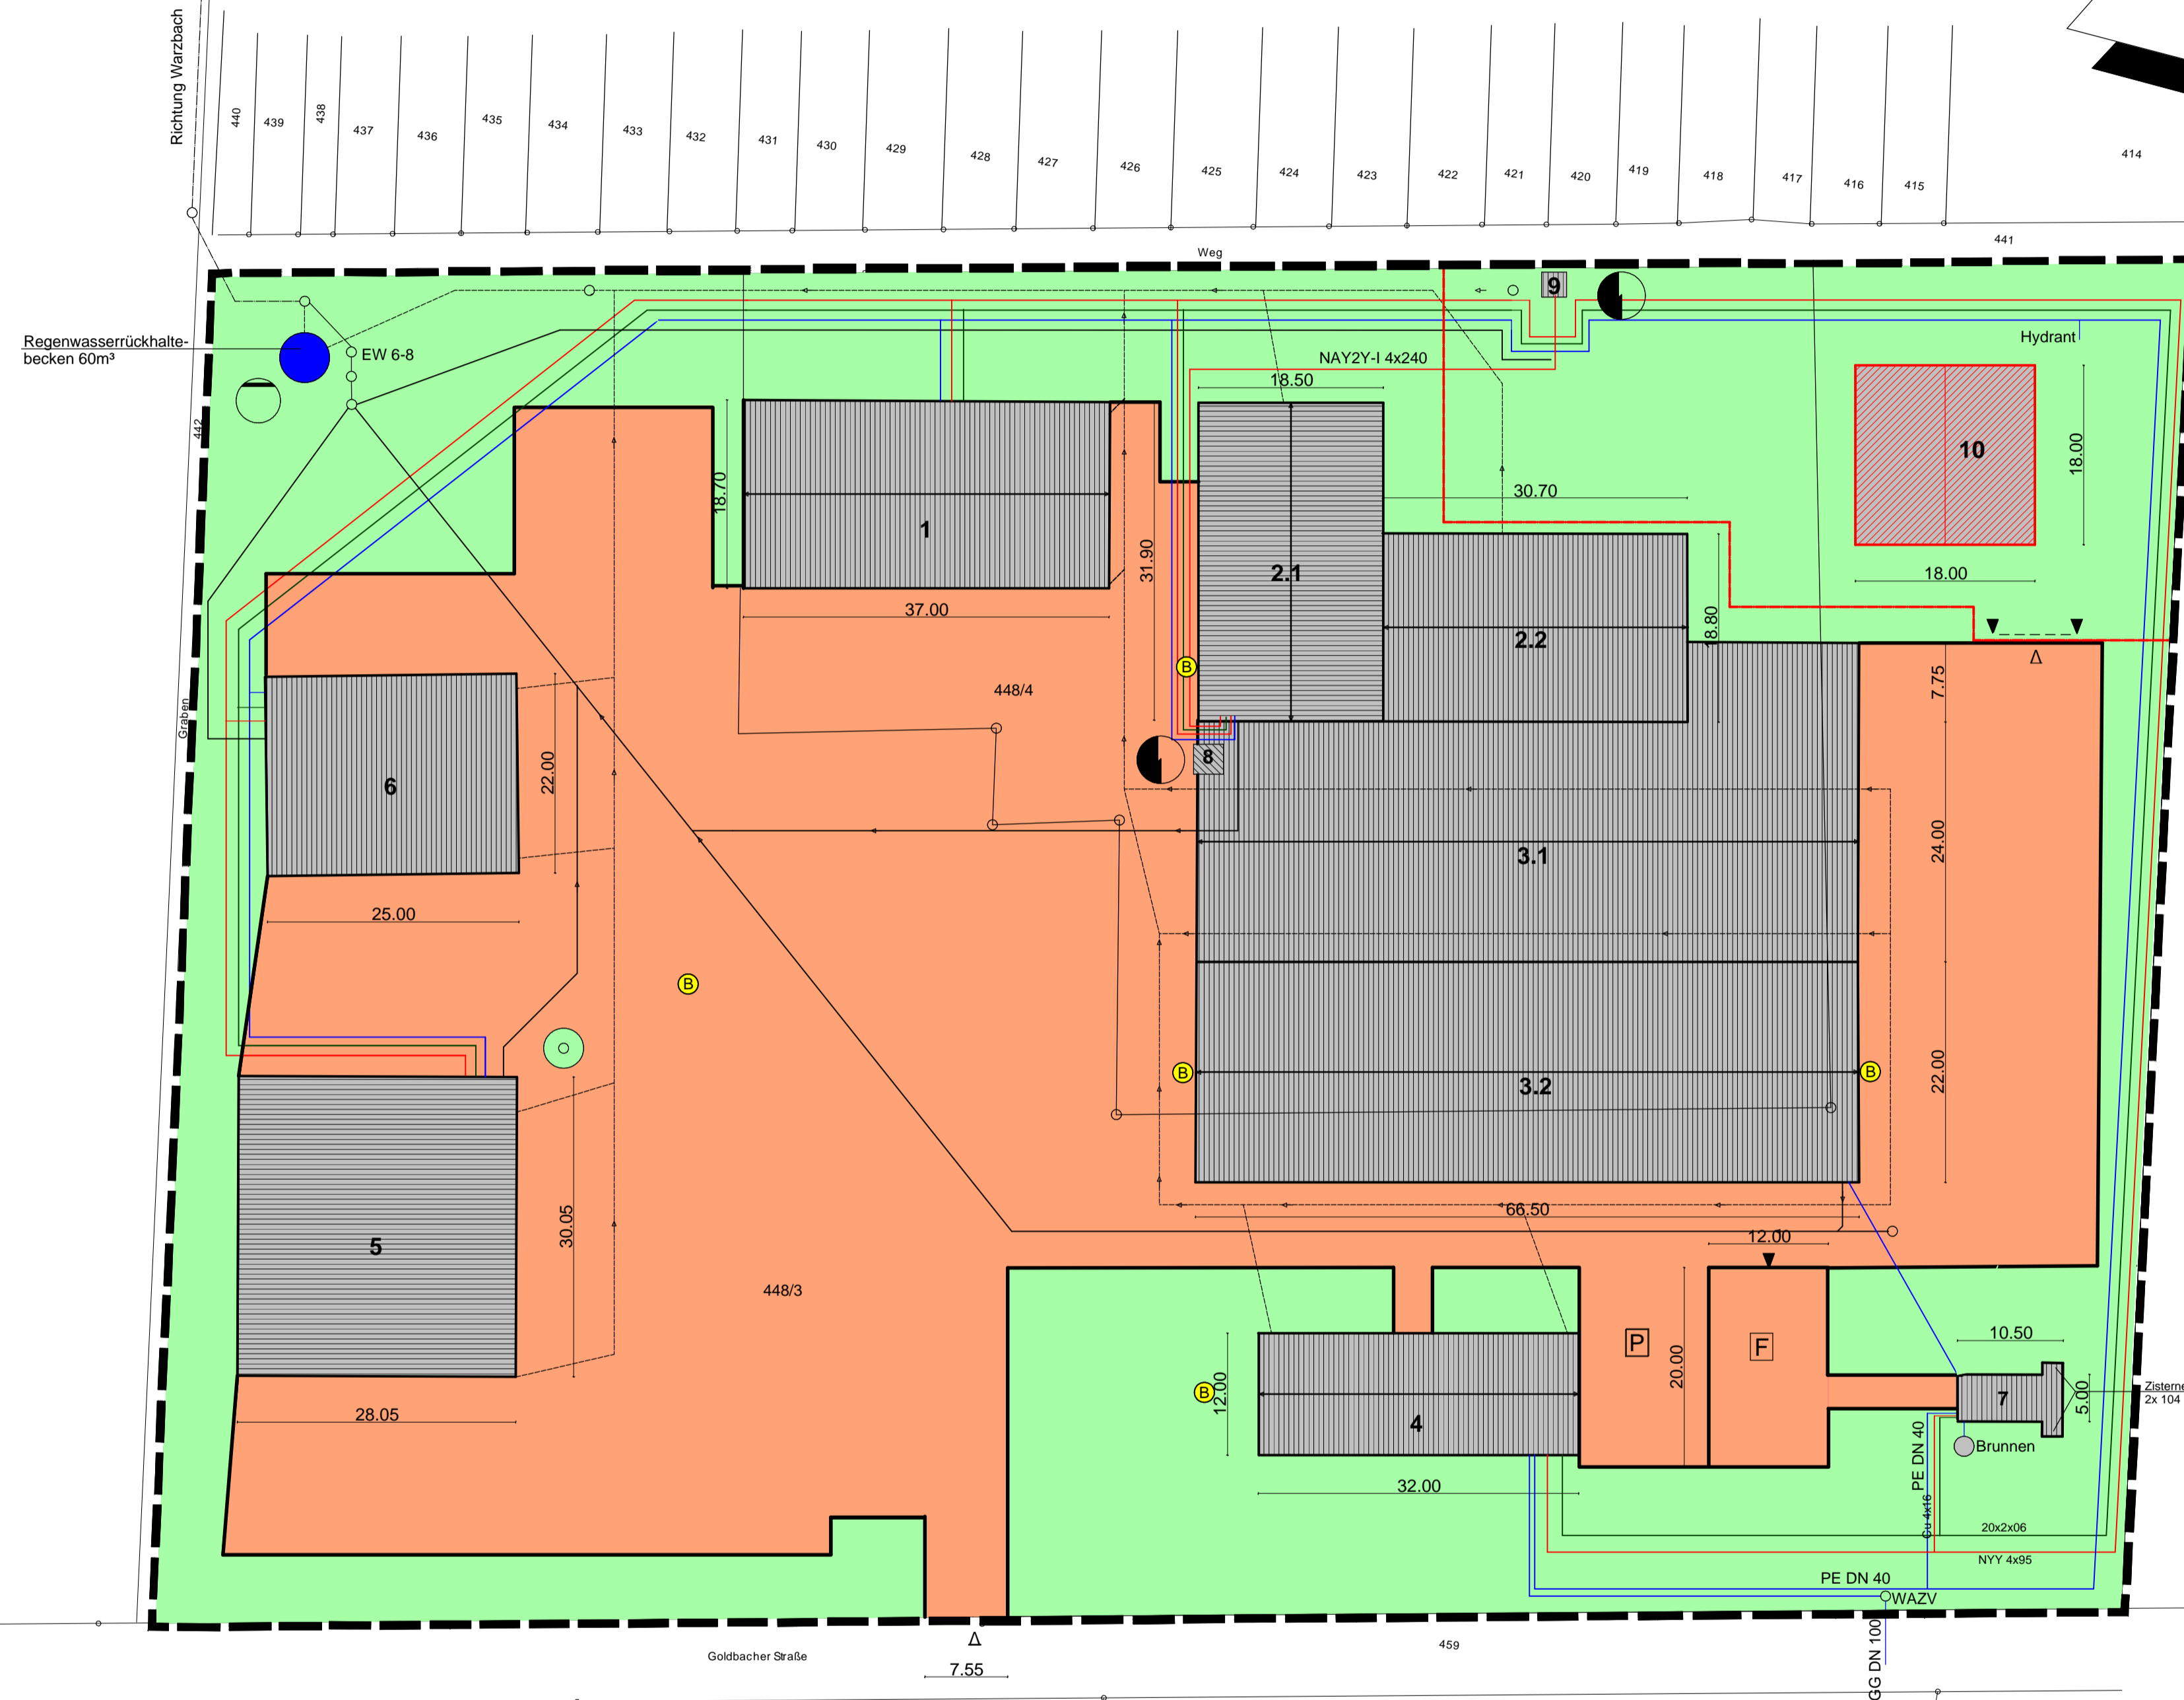 Richtung Warzbach
440
439
438
437
436
435
434
433
432
431
430
429
428
427
426
425
424
423
422
421
420
419
418
417
416
415
414
441
Weg
9
Regenwasserrückhalte-
becken 60m³
EW 6-8
NAY2Y-I 4x240
Hydrant
18.50
442
18.70
1
31.90
2.1
30.70
10
18.00
18.00
37.00
2.2
18.80
448/4
B
7.75
Graben
6
22.00
8
3.1
24.00
25.00
B
B
3.2
B
22.00
5
30.05
66.50
12.00
448/3
P
F
20.00
10.50
B
12.00
4
7
5.00
Zisterne
2x 104
28.05
32.00
PE DN 40
Brunnen
Cu 4x16
20x2x06
NYY 4x95
PE DN 40
WAZV
GG DN 100
Goldbacher Straße
459
7.55